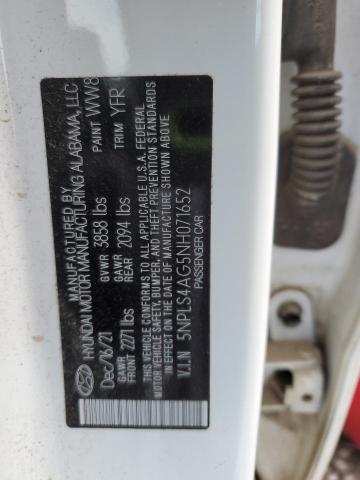 MANUFACTURED BY
HYUNDAI MOTOR MANUFACTURING ALABAMA, LLC
Dec/16/21 GVWR 3858 lbs PAINT WW8
GAWR FRONT 2271 lbs GAWR REAR 2094 lbs TRIM YFR
THIS VEHICLE CONFORMS TO ALL APPLICABLE U.S.A. FEDERAL
MOTOR VEHICLE SAFETY, BUMPER, AND THEFT PREVENTION STANDARDS
IN EFFECT ON THE DATE OF MANUFACTURE SHOWN ABOVE.
V.I.N 5NPLS4AG5NH071652
PASSENGER CAR